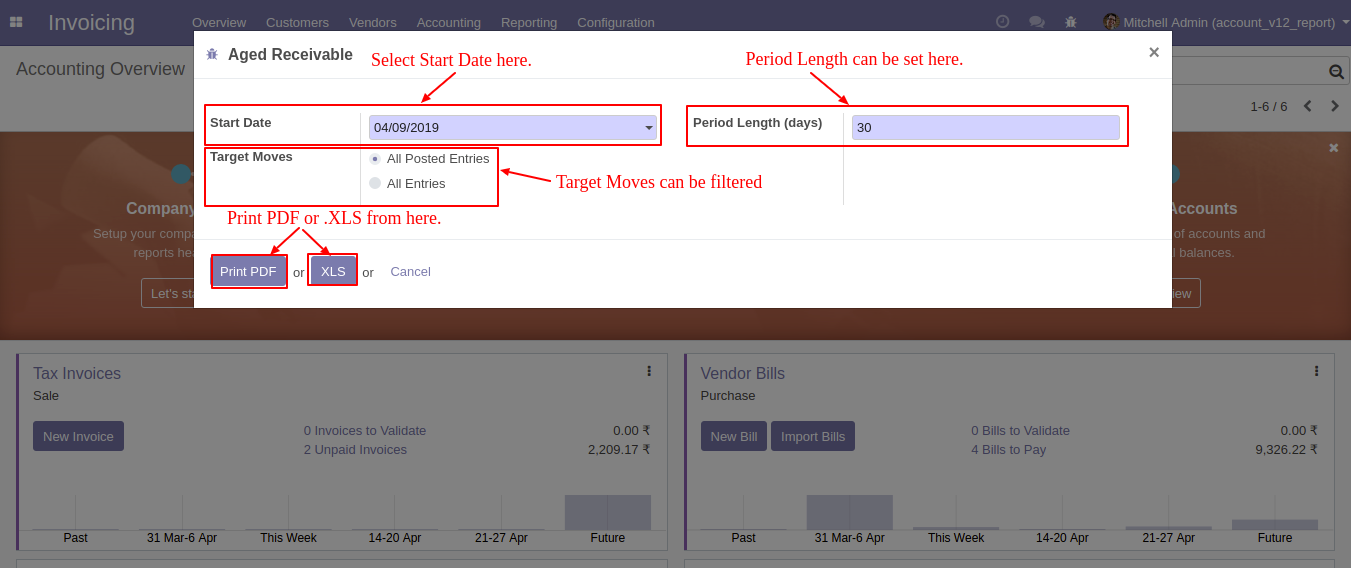 Invoicing
Overview Customers Vendors Accounting Reporting Configuration
Mitchell Admin (account_v12_report)
Accounting Overview
1-6 / 6
Aged Receivable
×
Select Start Date here.
Period Length can be set here.
Start Date
04/09/2019
Period Length (days)
30
Target Moves
All Posted Entries
All Entries
Target Moves can be filtered
Print PDF or .XLS from here.
Print PDF or XLS or Cancel
Company
Setup your
reports
Let's
Accounts
of accounts and
balances.
Tax Invoices
Sale
New Invoice
0 Invoices to Validate 0.00 ₹
2 Unpaid Invoices 2,209.17 ₹
Past 31 Mar-6 Apr This Week 14-20 Apr 21-27 Apr Future
Vendor Bills
Purchase
New Bill Import Bills
0 Bills to Validate 0.00 ₹
4 Bills to Pay 9,326.22 ₹
Past 31 Mar-6 Apr This Week 14-20 Apr 21-27 Apr Future